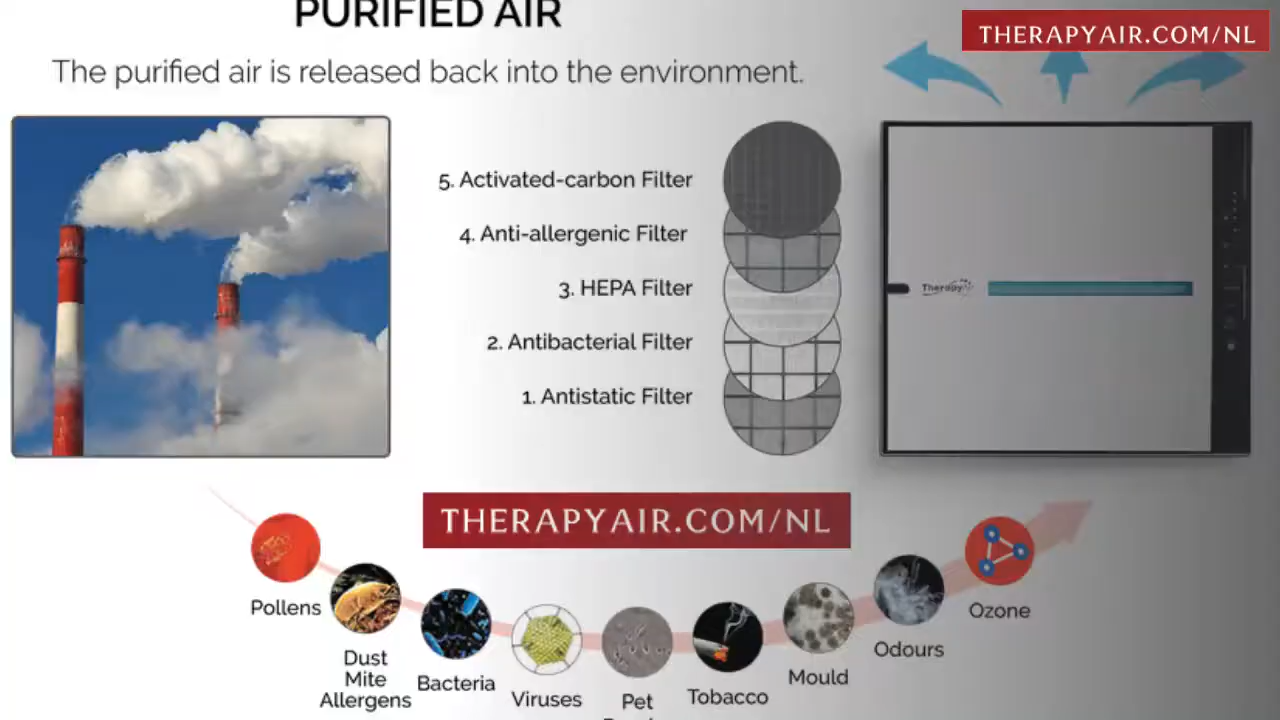 PURIFIED AIR
THERAPYAIR.COM/NL
The purified air is released back into the environment.
5. Activated-carbon Filter
4. Anti-allergenic Filter
3. HEPA Filter
2. Antibacterial Filter
1. Antistatic Filter
Therapy
THERAPYAIR.COM/NL
Pollens
Dust
Mite
Allergens
Bacteria
Viruses
Pet
Tobacco
Mould
Odours
Ozone